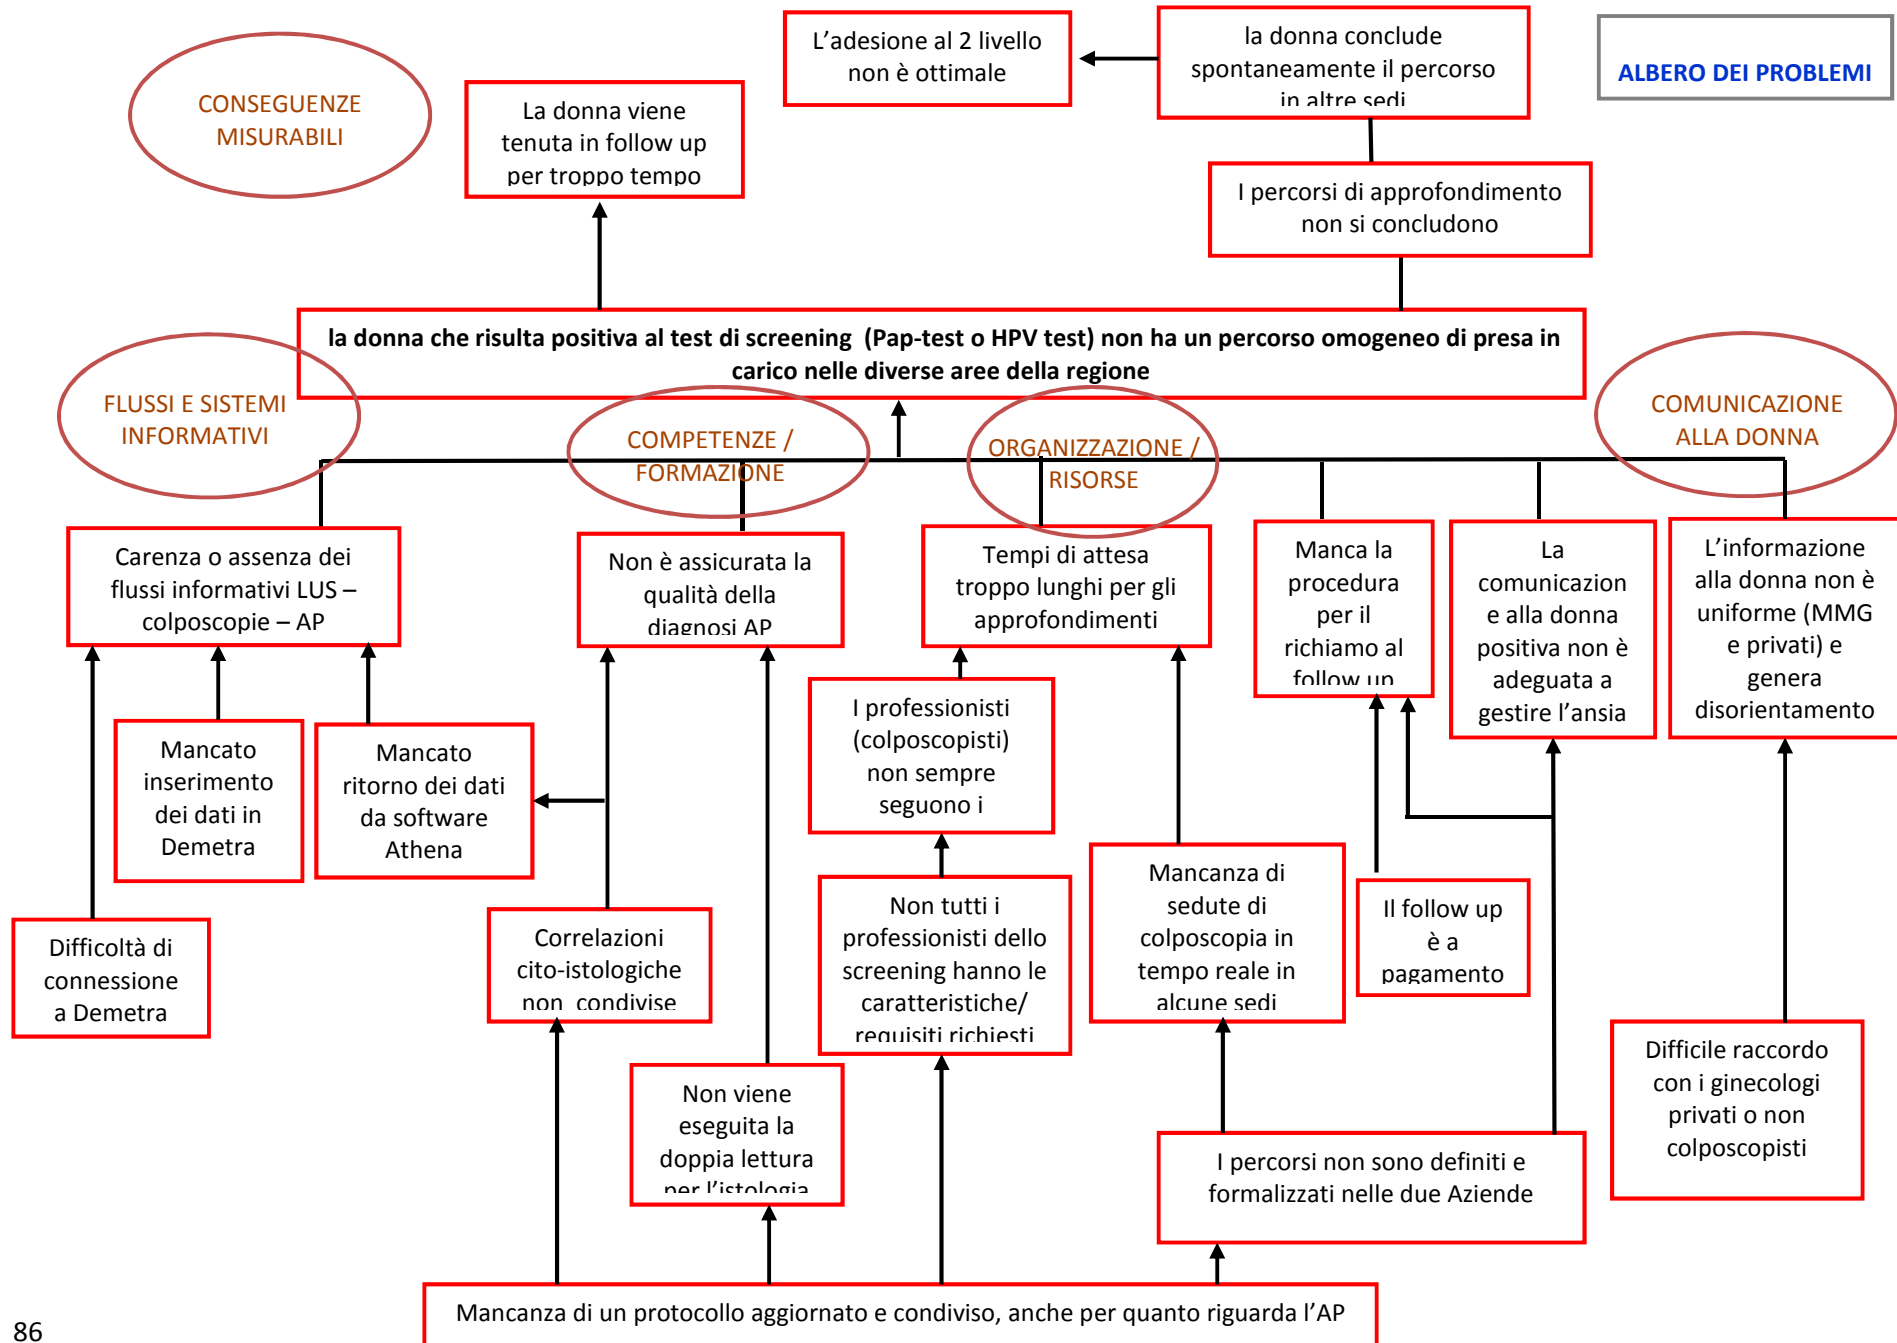 L’adesione al 2 livello
non è ottimale
la donna conclude
spontaneamente il percorso
in altre sedi
ALBERO DEI PROBLEMI
CONSEGUENZE
MISURABILI
La donna viene
tenuta in follow up
per troppo tempo
I percorsi di approfondimento
non si concludono
la donna che risulta positiva al test di screening (Pap-test o HPV test) non ha un percorso omogeneo di presa in
carico nelle diverse aree della regione
FLUSSI E SISTEMI
INFORMATIVI
COMPETENZE /
FORMAZIONE
ORGANIZZAZIONE /
RISORSE
COMUNICAZIONE
ALLA DONNA
Carenza o assenza dei
flussi informativi LUS –
colposcopie – AP
Non è assicurata la
qualità della
diagnosi AP
Tempi di attesa
troppo lunghi per gli
approfondimenti
Manca la
procedura
per il
richiamo al
follow up
La
comunicazion
e alla donna
positiva non è
adeguata a
gestire l’ansia
L’informazione
alla donna non è
uniforme (MMG
e privati) e
genera
disorientamento
Mancato
inserimento
dei dati in
Demetra
Mancato
ritorno dei dati
da software
Athena
I professionisti
(colposcopisti)
non sempre
seguono i
Difficoltà di
connessione
a Demetra
Correlazioni
cito-istologiche
non condivise
Non tutti i
professionisti dello
screening hanno le
caratteristiche/
requisiti richiesti
Mancanza di
sedute di
colposcopia in
tempo reale in
alcune sedi
Il follow up
è a
pagamento
Non viene
eseguita la
doppia lettura
per l’istologia
I percorsi non sono definiti e
formalizzati nelle due Aziende
Difficile raccordo
con i ginecologi
privati o non
colposcopisti
Mancanza di un protocollo aggiornato e condiviso, anche per quanto riguarda l’AP
86